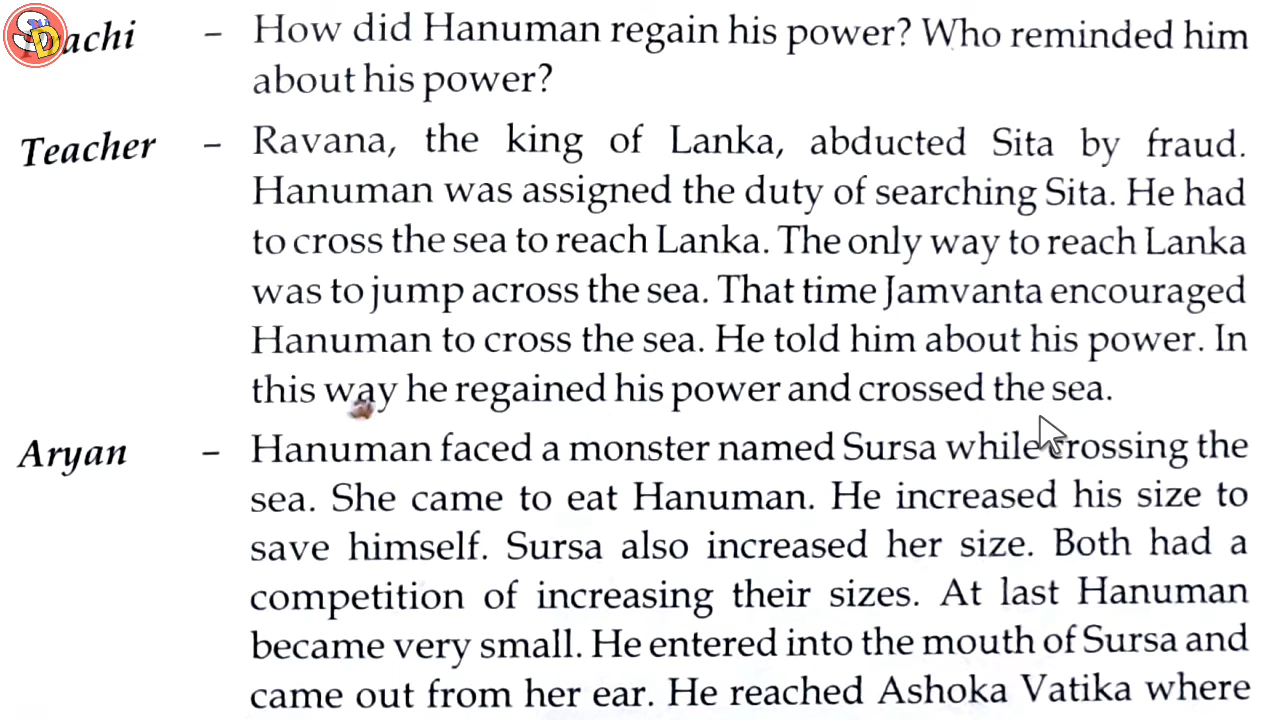 SD
achi – How did Hanuman regain his power? Who reminded him
about his power?
Teacher – Ravana, the king of Lanka, abducted Sita by fraud.
Hanuman was assigned the duty of searching Sita. He had
to cross the sea to reach Lanka. The only way to reach Lanka
was to jump across the sea. That time Jamvanta encouraged
Hanuman to cross the sea. He told him about his power. In
this way he regained his power and crossed the sea.
Aryan – Hanuman faced a monster named Sursa while crossing the
sea. She came to eat Hanuman. He increased his size to
save himself. Sursa also increased her size. Both had a
competition of increasing their sizes. At last Hanuman
became very small. He entered into the mouth of Sursa and
came out from her ear. He reached Ashoka Vatika where